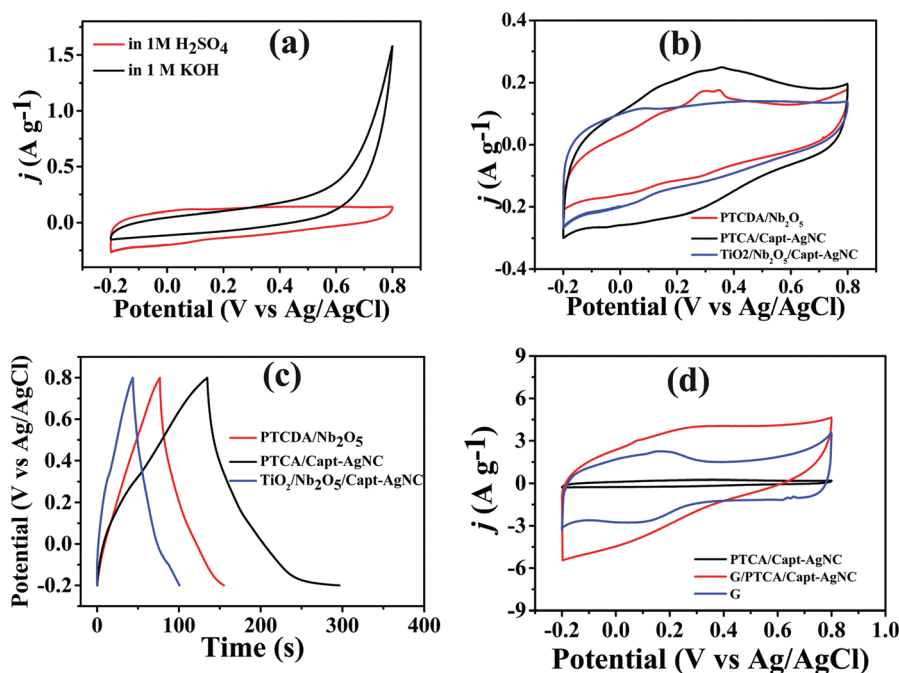 (a)
in 1M H₂SO₄
in 1 M KOH
j (A g⁻¹)
1.5
1.0
0.5
0.0
-0.2 0.0 0.2 0.4 0.6 0.8
Potential (V vs Ag/AgCl)
(b)
j (A g⁻¹)
0.4
0.2
0.0
-0.2
-0.4
PTCDA/Nb₂O₅
PTCA/Capt-AgNC
TiO2/Nb₂O₅/Capt-AgNC
-0.2 0.0 0.2 0.4 0.6 0.8
Potential (V vs Ag/AgCl)
(c)
Potential (V vs Ag/AgCl)
0.8
0.4
0.0
-0.2
PTCDA/Nb₂O₅
PTCA/Capt-AgNC
TiO₂/Nb₂O₅/Capt-AgNC
0 100 200 300 400
Time (s)
(d)
j (A g⁻¹)
9
6
3
0
-3
-6
-9
PTCA/Capt-AgNC
G/PTCA/Capt-AgNC
G
-0.2 0.0 0.2 0.4 0.6 0.8 1.0
Potential (V vs Ag/AgCl)